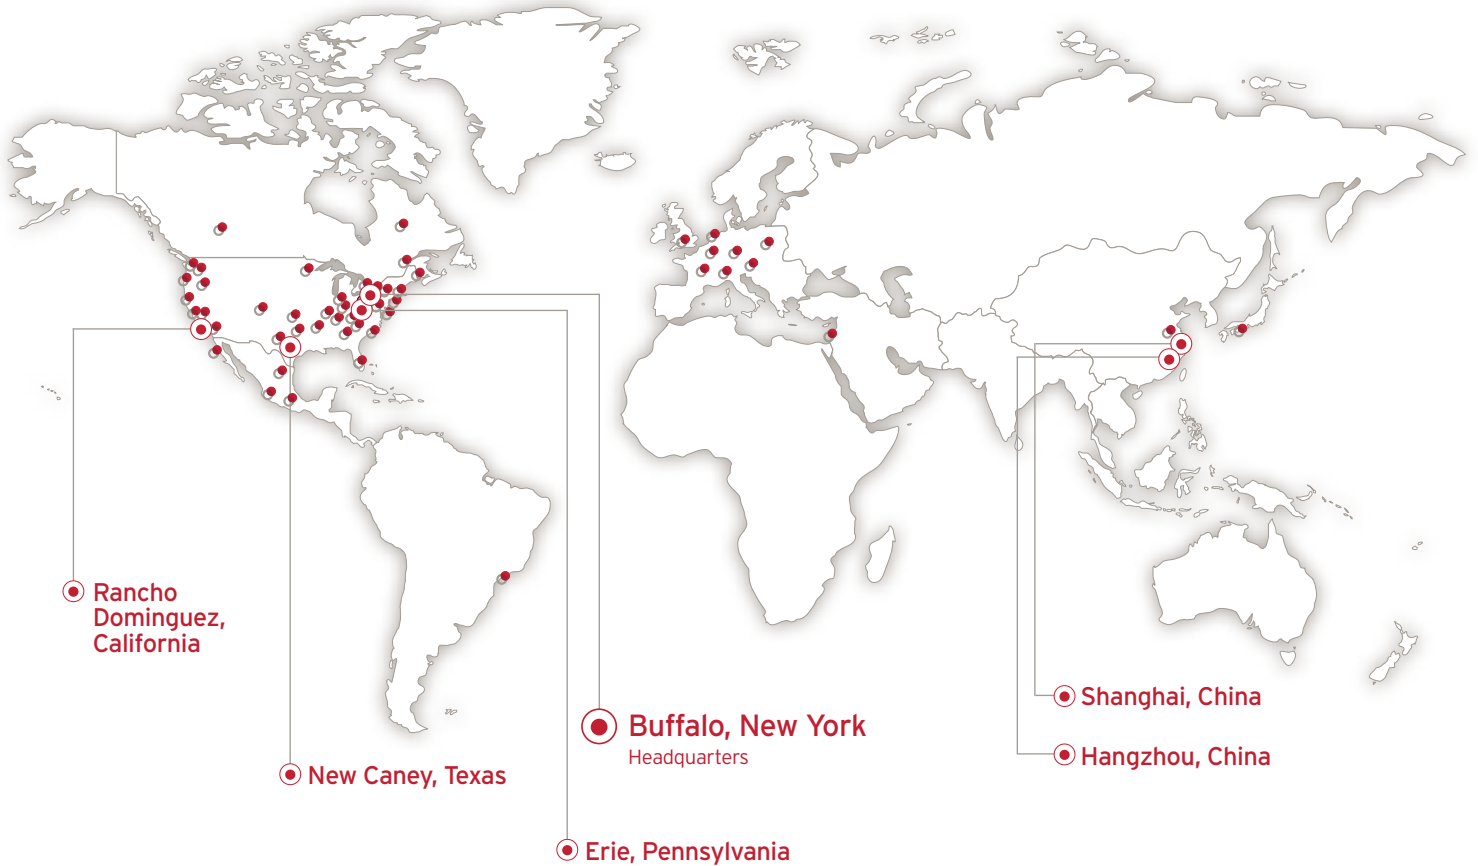 Rancho
Dominguez,
California
Shanghai, China
Buffalo, New York
Headquarters
Hangzhou, China
New Caney, Texas
Erie, Pennsylvania